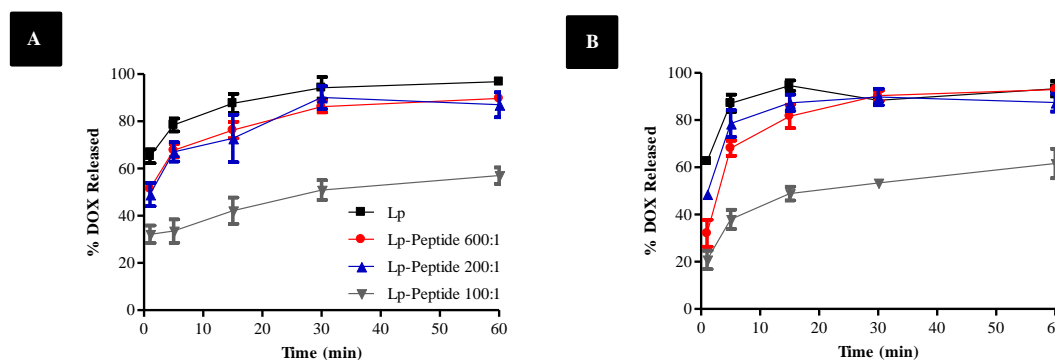 A
% DOX Released
100
80
60
40
20
0
0 10 20 30 40 50 60
Time (min)
Lp
Lp-Peptide 600:1
Lp-Peptide 200:1
Lp-Peptide 100:1
B
% DOX Released
100
80
60
40
20
0
0 10 20 30 40 50 60
Time (min)